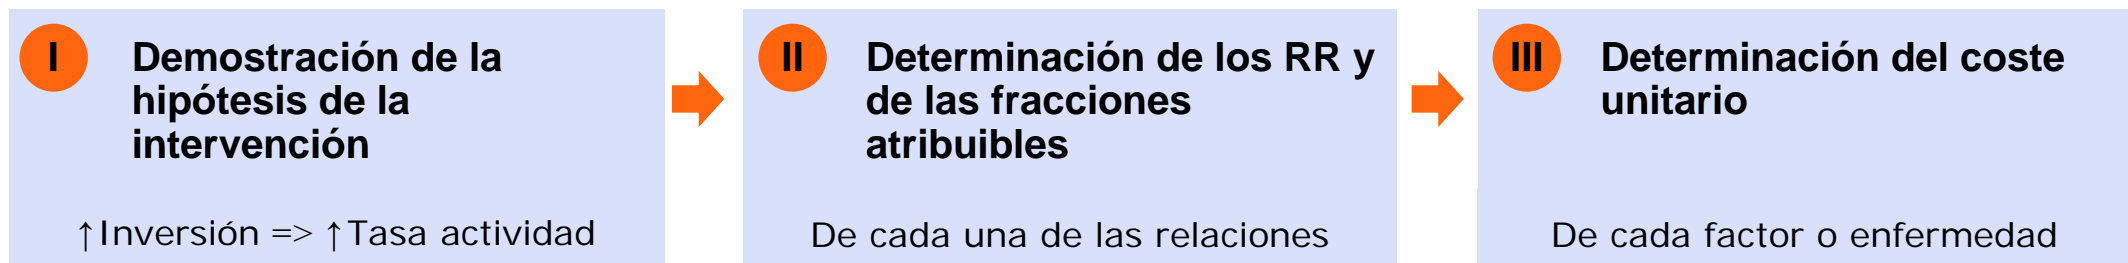 I
Demostración de la
hipótesis de la
intervención
↑Inversión => ↑Tasa actividad
II
Determinación de los RR y
de las fracciones
atribuibles
De cada una de las relaciones
III
Determinación del coste
unitario
De cada factor o enfermedad